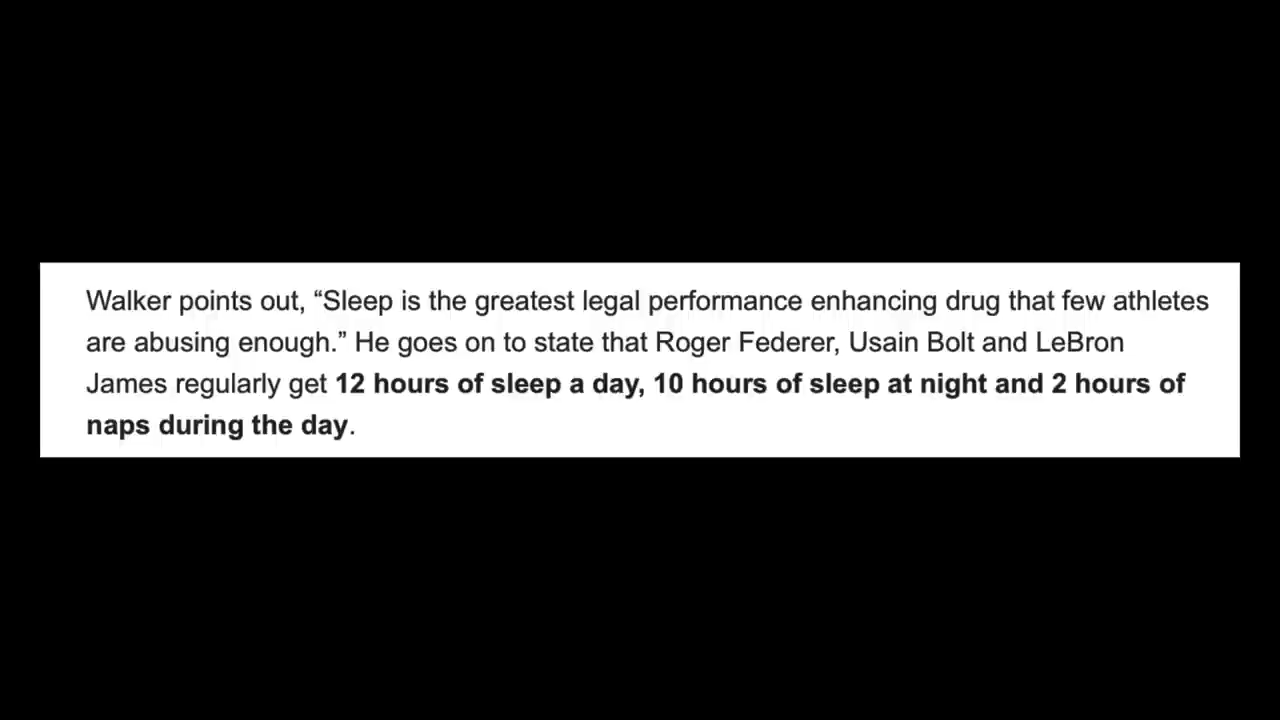 Walker points out, “Sleep is the greatest legal performance enhancing drug that few athletes
are abusing enough.” He goes on to state that Roger Federer, Usain Bolt and LeBron
James regularly get 12 hours of sleep a day, 10 hours of sleep at night and 2 hours of
naps during the day.